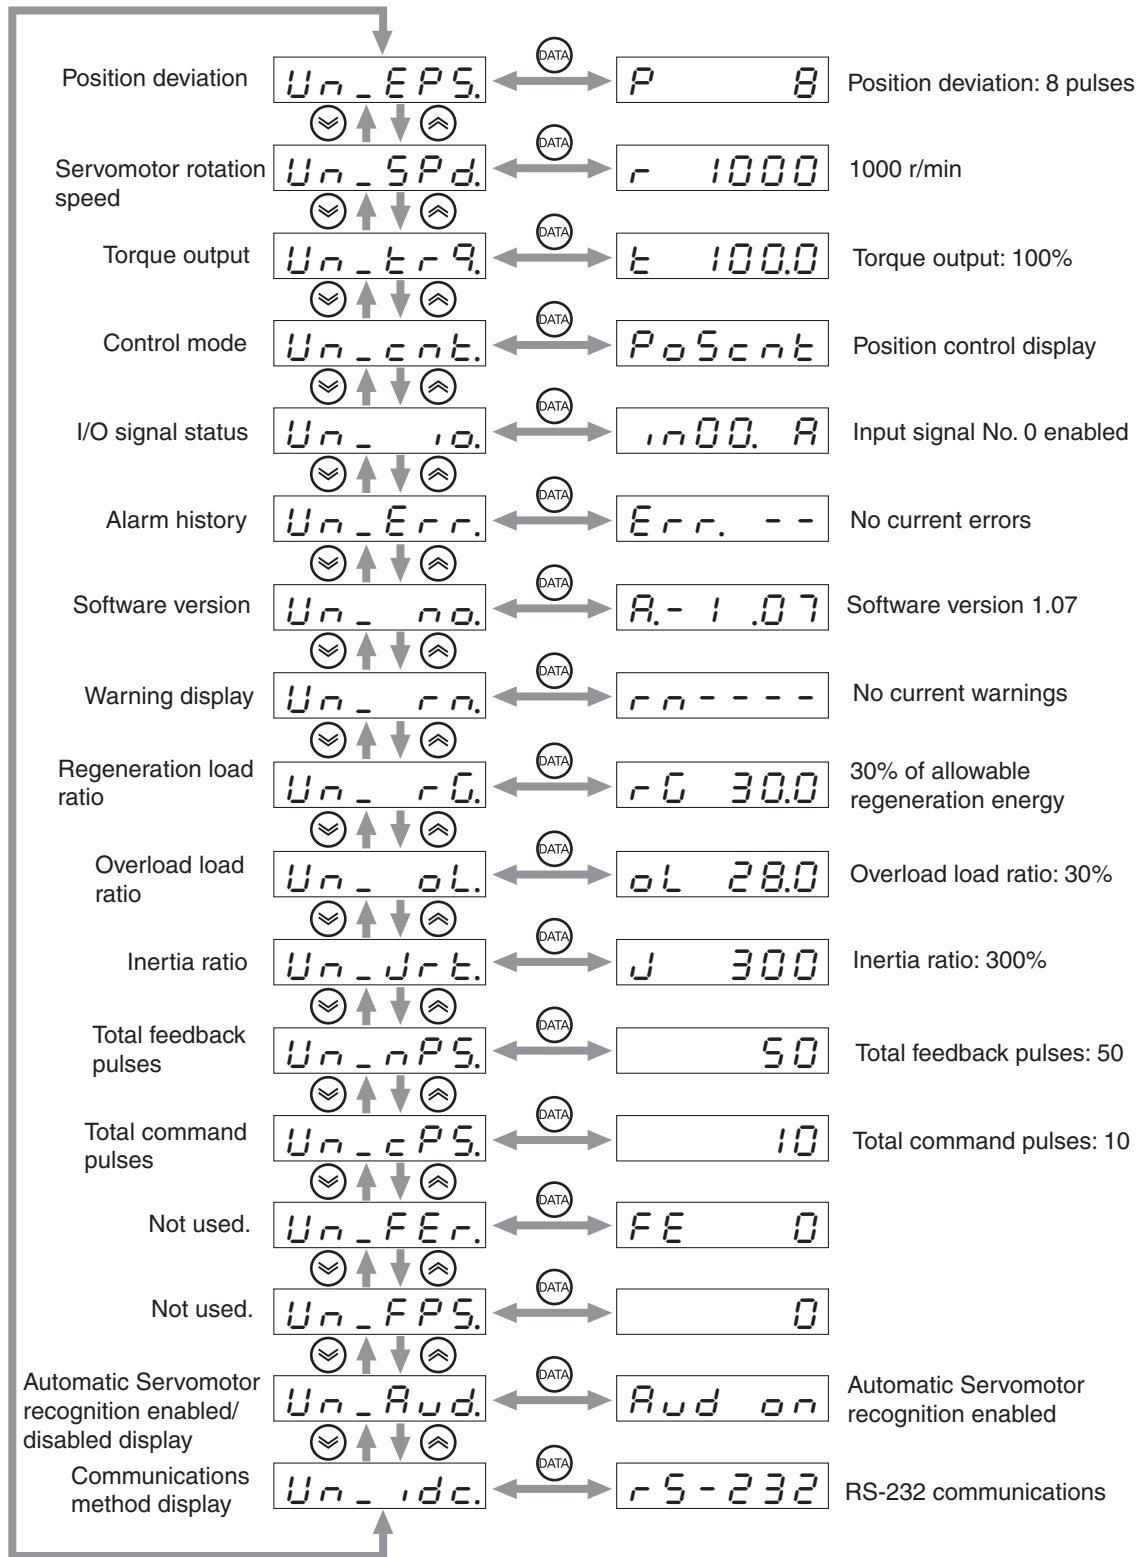 DATA
Position deviation
Un_EPS.
P 8
Position deviation: 8 pulses
DATA
Servomotor rotation
speed
Un_SPd.
r 1000
1000 r/min
DATA
Torque output
Un_trq.
t 100.0
Torque output: 100%
DATA
Control mode
Un_cnt.
PoScnt
Position control display
DATA
I/O signal status
Un_ io.
in00. A
Input signal No. 0 enabled
DATA
Alarm history
Un_Err.
Err. --
No current errors
DATA
Software version
Un_ no.
A.- 1 .07
Software version 1.07
DATA
Warning display
Un_ rn.
rn----
No current warnings
DATA
Regeneration load
ratio
Un_ rG.
rG 30.0
30% of allowable
regeneration energy
DATA
Overload load
ratio
Un_ oL.
oL 28.0
Overload load ratio: 30%
DATA
Inertia ratio
Un_Jrt.
J 300
Inertia ratio: 300%
DATA
Total feedback
pulses
Un_nPS.
50
Total feedback pulses: 50
DATA
Total command
pulses
Un_cPS.
10
Total command pulses: 10
DATA
Not used.
Un_FEr.
FE 0
DATA
Not used.
Un_FPS.
0
DATA
Automatic Servomotor
recognition enabled/
disabled display
Un_Aud.
Aud on
Automatic Servomotor
recognition enabled
DATA
Communications
method display
Un_ idc.
rS-232
RS-232 communications